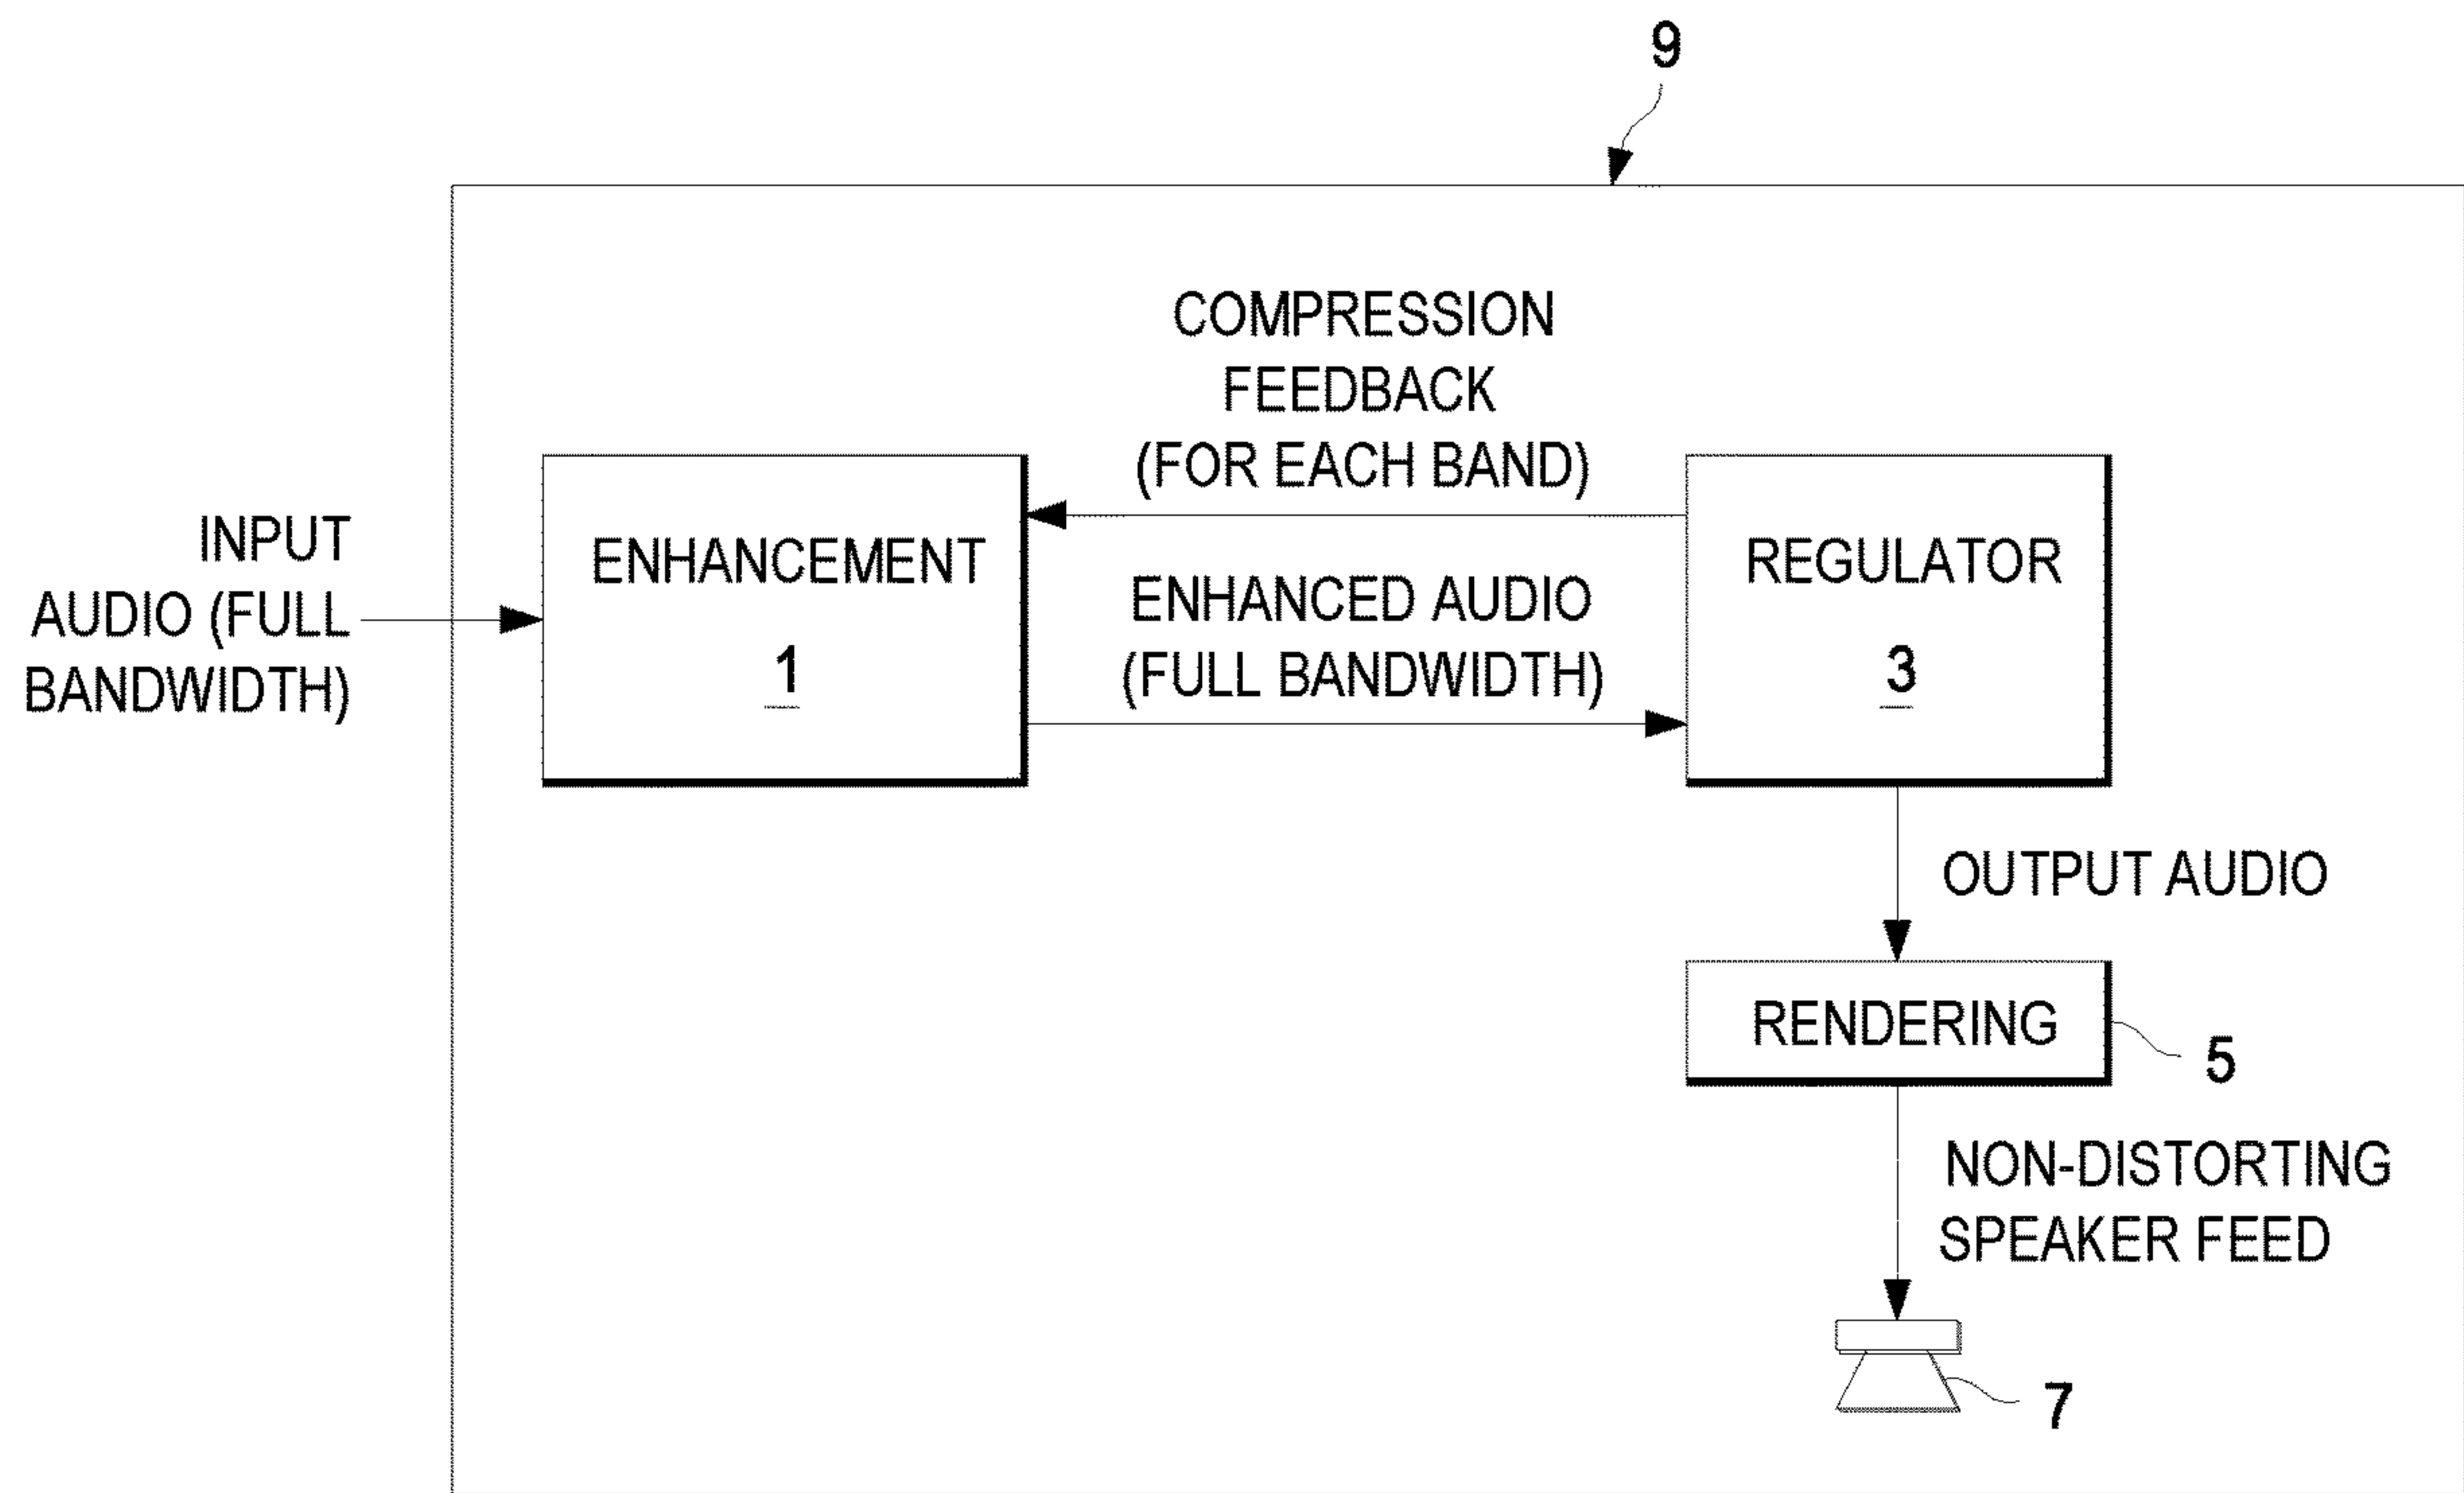 9
COMPRESSION
FEEDBACK
(FOR EACH BAND)
INPUT
AUDIO (FULL
BANDWIDTH)
ENHANCEMENT
1
ENHANCED AUDIO
(FULL BANDWIDTH)
REGULATOR
3
OUTPUT AUDIO
RENDERING
5
NON-DISTORTING
SPEAKER FEED
7